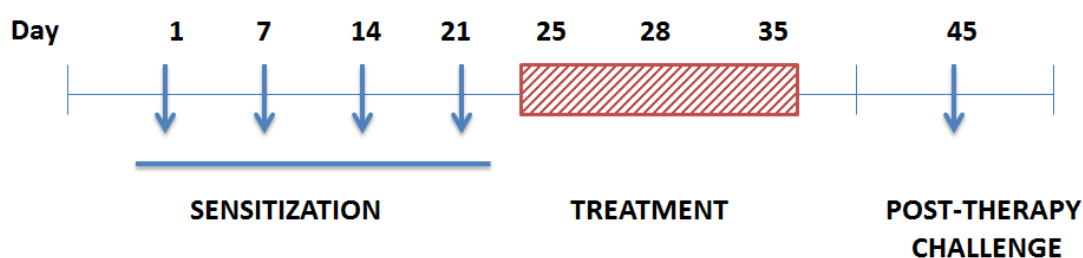 Day 1 7 14 21 25 28 35 45
SENSITIZATION TREATMENT POST-THERAPY
CHALLENGE